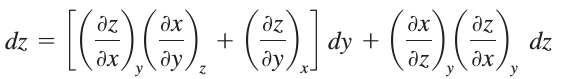 dz = [(∂z/∂x)_y (∂x/∂y)_z + (∂z/∂y)_x] dy + (∂x/∂z)_y (∂z/∂x)_y dz